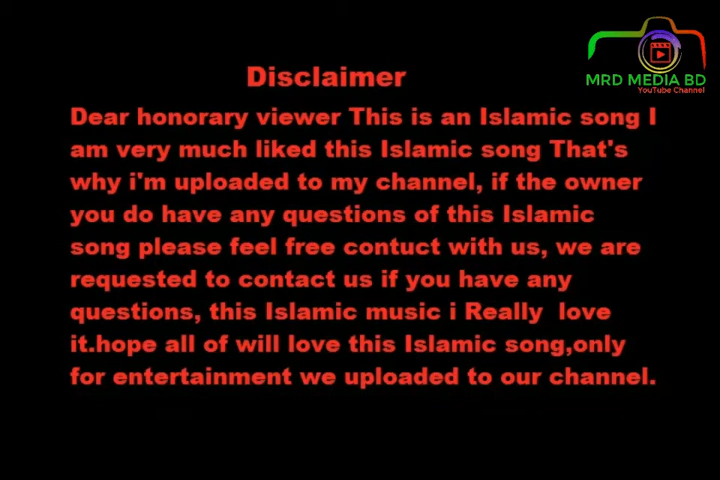 MRD MEDIA BD
YouTube Channel
Disclaimer
Dear honorary viewer This is an Islamic song I
am very much liked this Islamic song That's
why i'm uploaded to my channel, if the owner
you do have any questions of this Islamic
song please feel free contuct with us, we are
requested to contact us if you have any
questions, this Islamic music i Really  love
it.hope all of will love this Islamic song,only
for entertainment we uploaded to our channel.